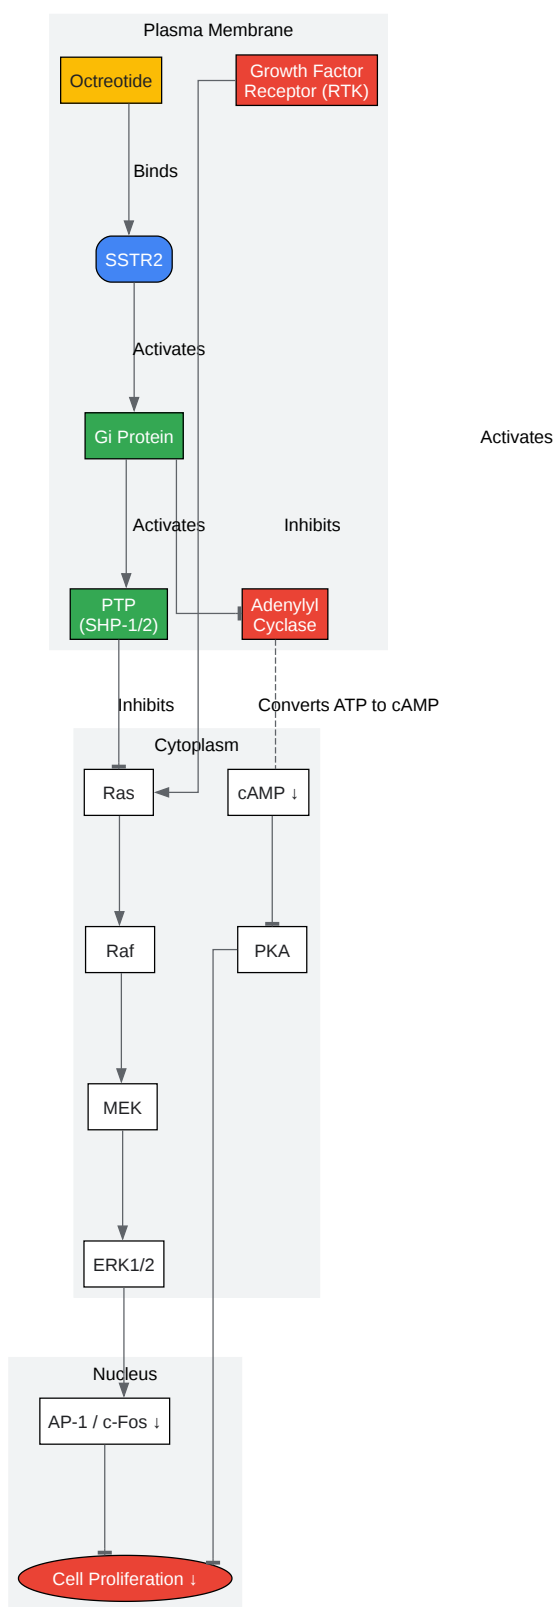 Plasma Membrane
Octreotide
Growth Factor
Receptor (RTK)
Binds
SSTR2
Activates
Gi Protein
Activates
Activates
Inhibits
PTP
(SHP-1/2)
Adenylyl
Cyclase
Inhibits
Converts ATP to cAMP
Cytoplasm
Ras
cAMP ↓
Raf
PKA
MEK
ERK1/2
Nucleus
AP-1 / c-Fos ↓
Cell Proliferation ↓